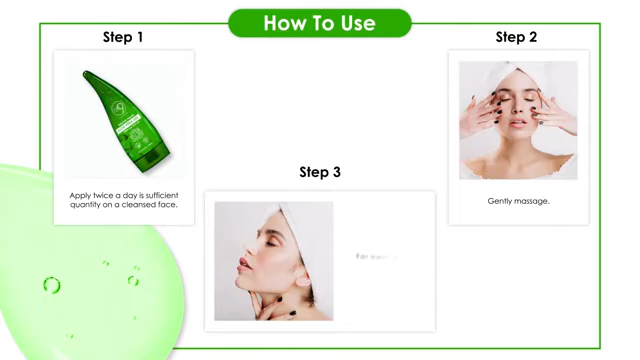 How To Use
Step 1
Apply twice a day is sufficient
quantity on a cleansed face.
Step 2
Gently massage.
Step 3
For